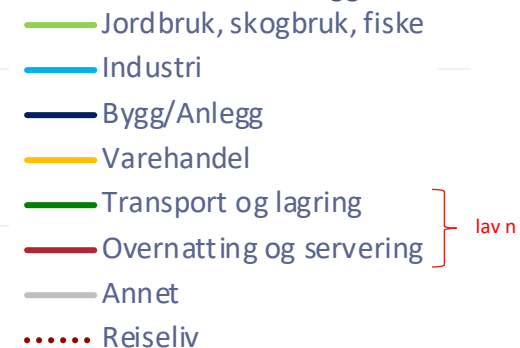 Jordbruk, skogbruk, fiske
Industri
Bygg/Anlegg
Varehandel
Transport og lagring
lav n
Overnatting og servering
Annet
Reiseliv